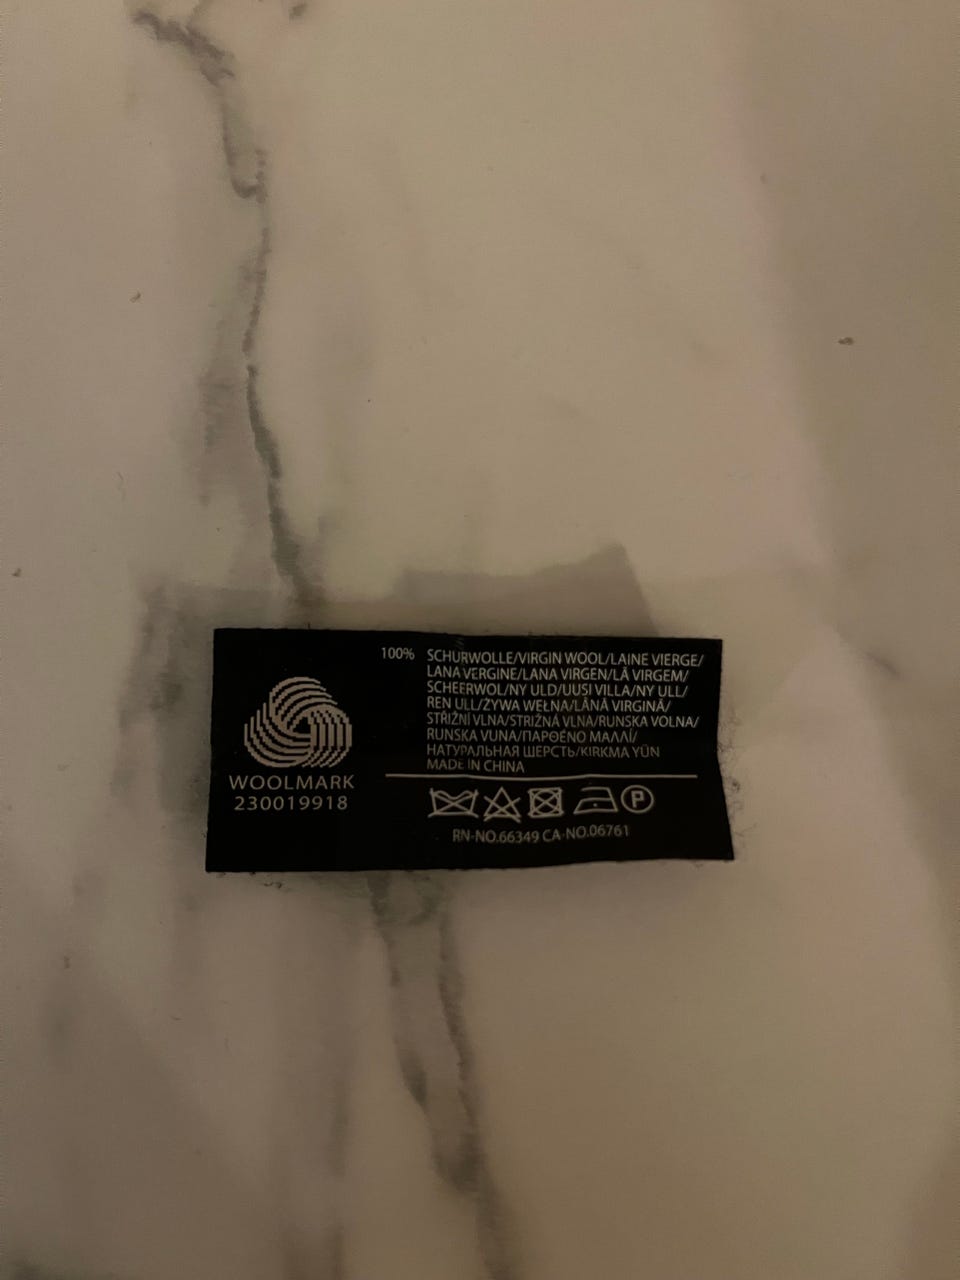 100% SCHURWOLLE/VIRGIN WOOL/LAINE VIERGE/
LANA VERGINE/LANA VIRGEN/LÃ VIRGEM/
SCHEERWOL/NY ULD/UUSI VILLA/NY ULL/
REN ULL/ŻYWA WEŁNA/LÂNĂ VIRGINĂ/
STŘIŽNÍ VLNA/STRIŽNÁ VLNA/RUNSKA VOLNA/
RUNSKA VUNA/ΠΑΡΘΕΝΟ ΜΑΛΛΙ/
НАТУРАЛЬНАЯ ШЕРСТЬ/KIRKMA YÜN
MADE IN CHINA
WOOLMARK
230019918
P
RN-NO.66349 CA-NO.06761